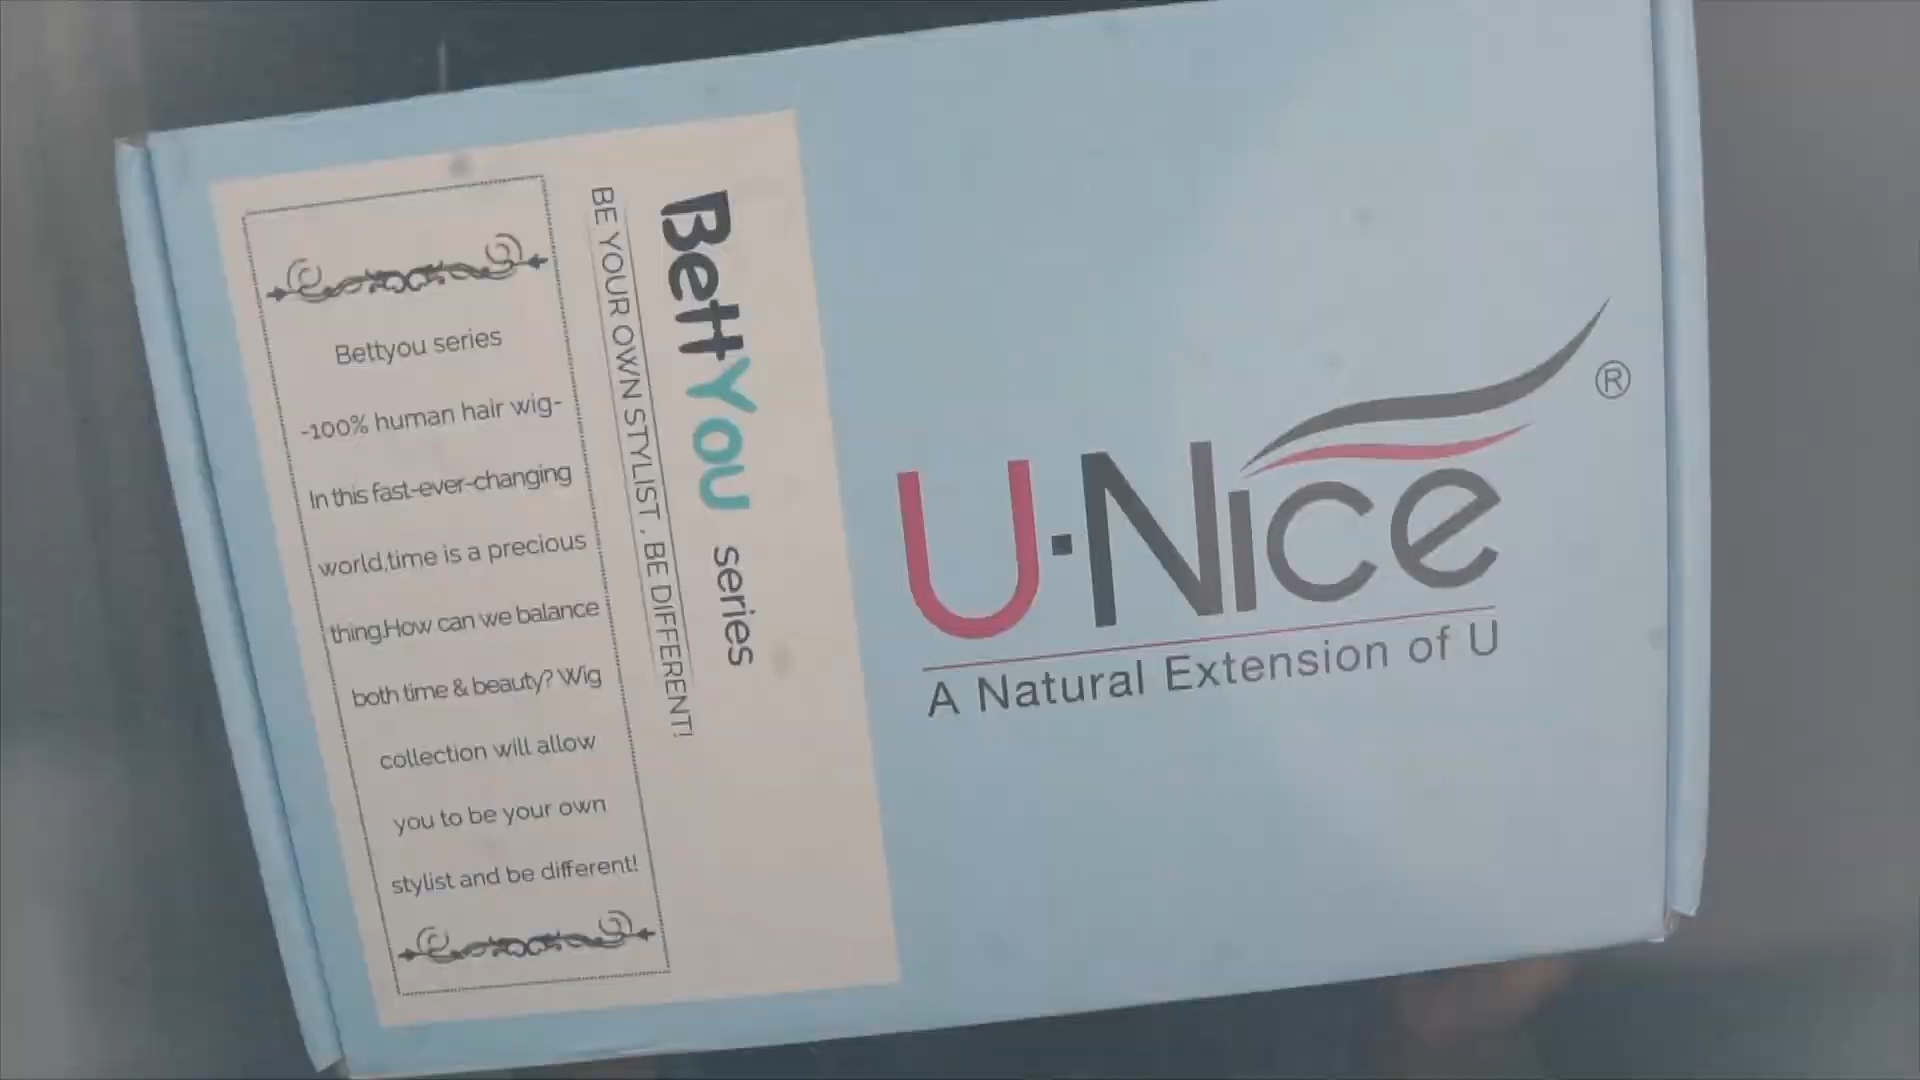 Bettyou series
-100% human hair wig-
In this fast-ever-changing
world,time is a precious
thing.How can we balance
both time & beauty? Wig
collection will allow
you to be your own
stylist and be different!
BE YOUR OWN STYLIST , BE DIFFERENT!
BettYou series
U·Nice®
A Natural Extension of U